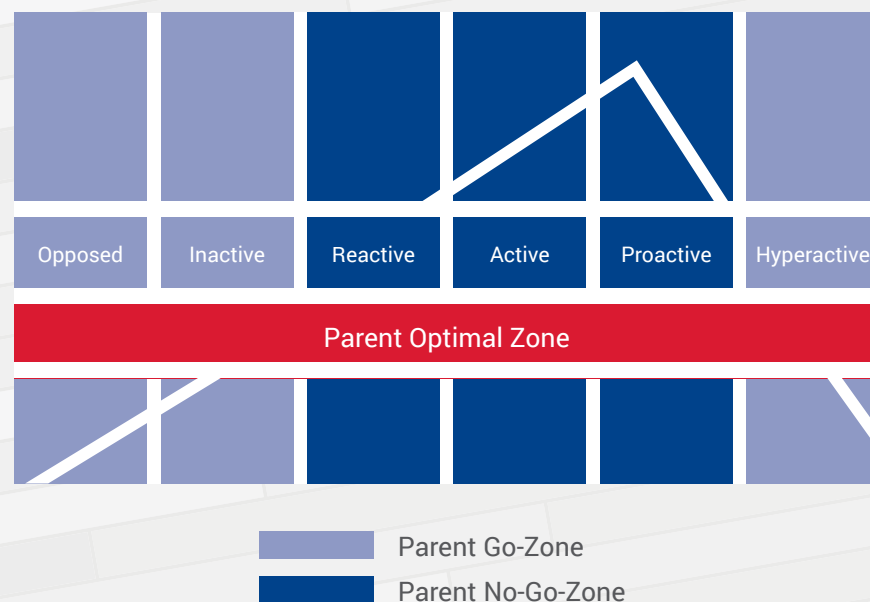 Opposed Inactive Reactive Active Proactive Hyperactive
Parent Optimal Zone
Parent Go-Zone
Parent No-Go-Zone